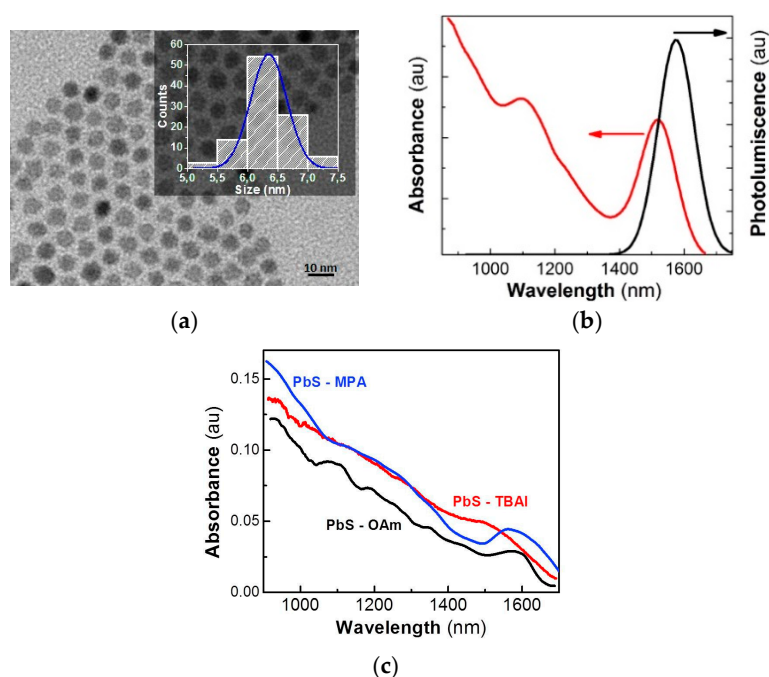 60
50
40
30
20
10
0
Counts
5,0 5,5 6,0 6,5 7,0 7,5
Size (nm)
10 nm
(a)
Absorbance (au)
Photolumiscence (au)
1000 1200 1400 1600
Wavelength (nm)
(b)
0.15
0.10
0.05
0.00
Absorbance (au)
PbS - MPA
PbS - TBAI
PbS - OAm
1000 1200 1400 1600
Wavelength (nm)
(c)